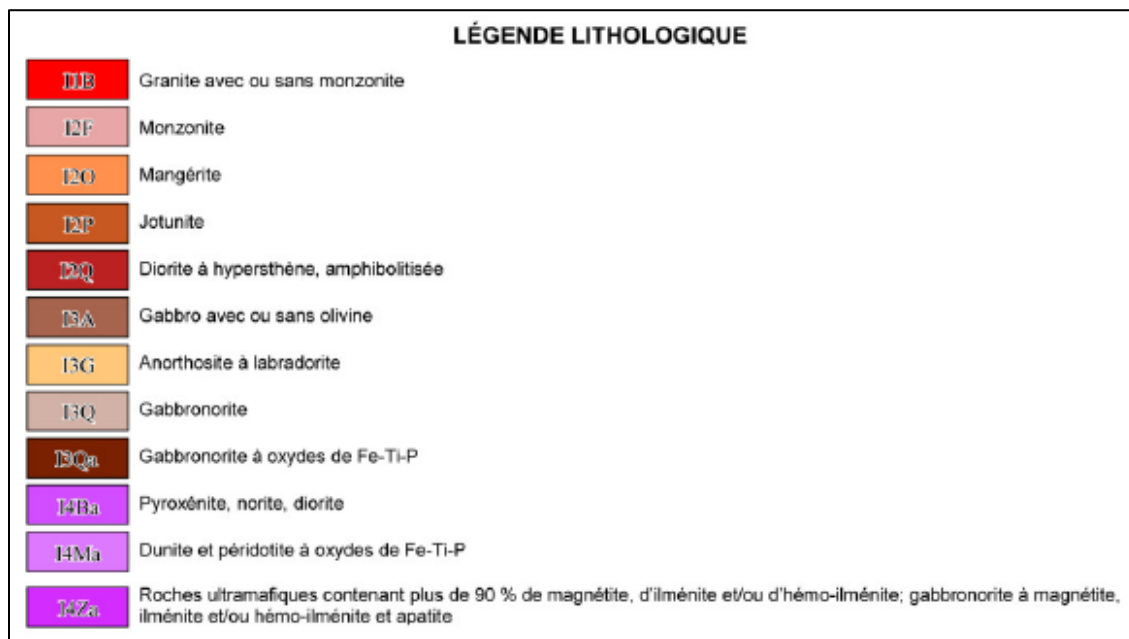 LÉGENDE LITHOLOGIQUE
I1B Granite avec ou sans monzonite
I2F Monzonite
I2O Mangérite
I2P Jotunite
I2Q Diorite à hypersthène, amphibolitisée
I3A Gabbro avec ou sans olivine
I3G Anorthosite à labradorite
I3Q Gabbronorite
I3Qa Gabbronorite à oxydes de Fe-Ti-P
I4Ba Pyroxénite, norite, diorite
I4Ma Dunite et péridotite à oxydes de Fe-Ti-P
I4Za Roches ultramafiques contenant plus de 90 % de magnétite, d'ilménite et/ou d'hémo-ilménite; gabbronorite à magnétite,
ilménite et/ou hémo-ilménite et apatite